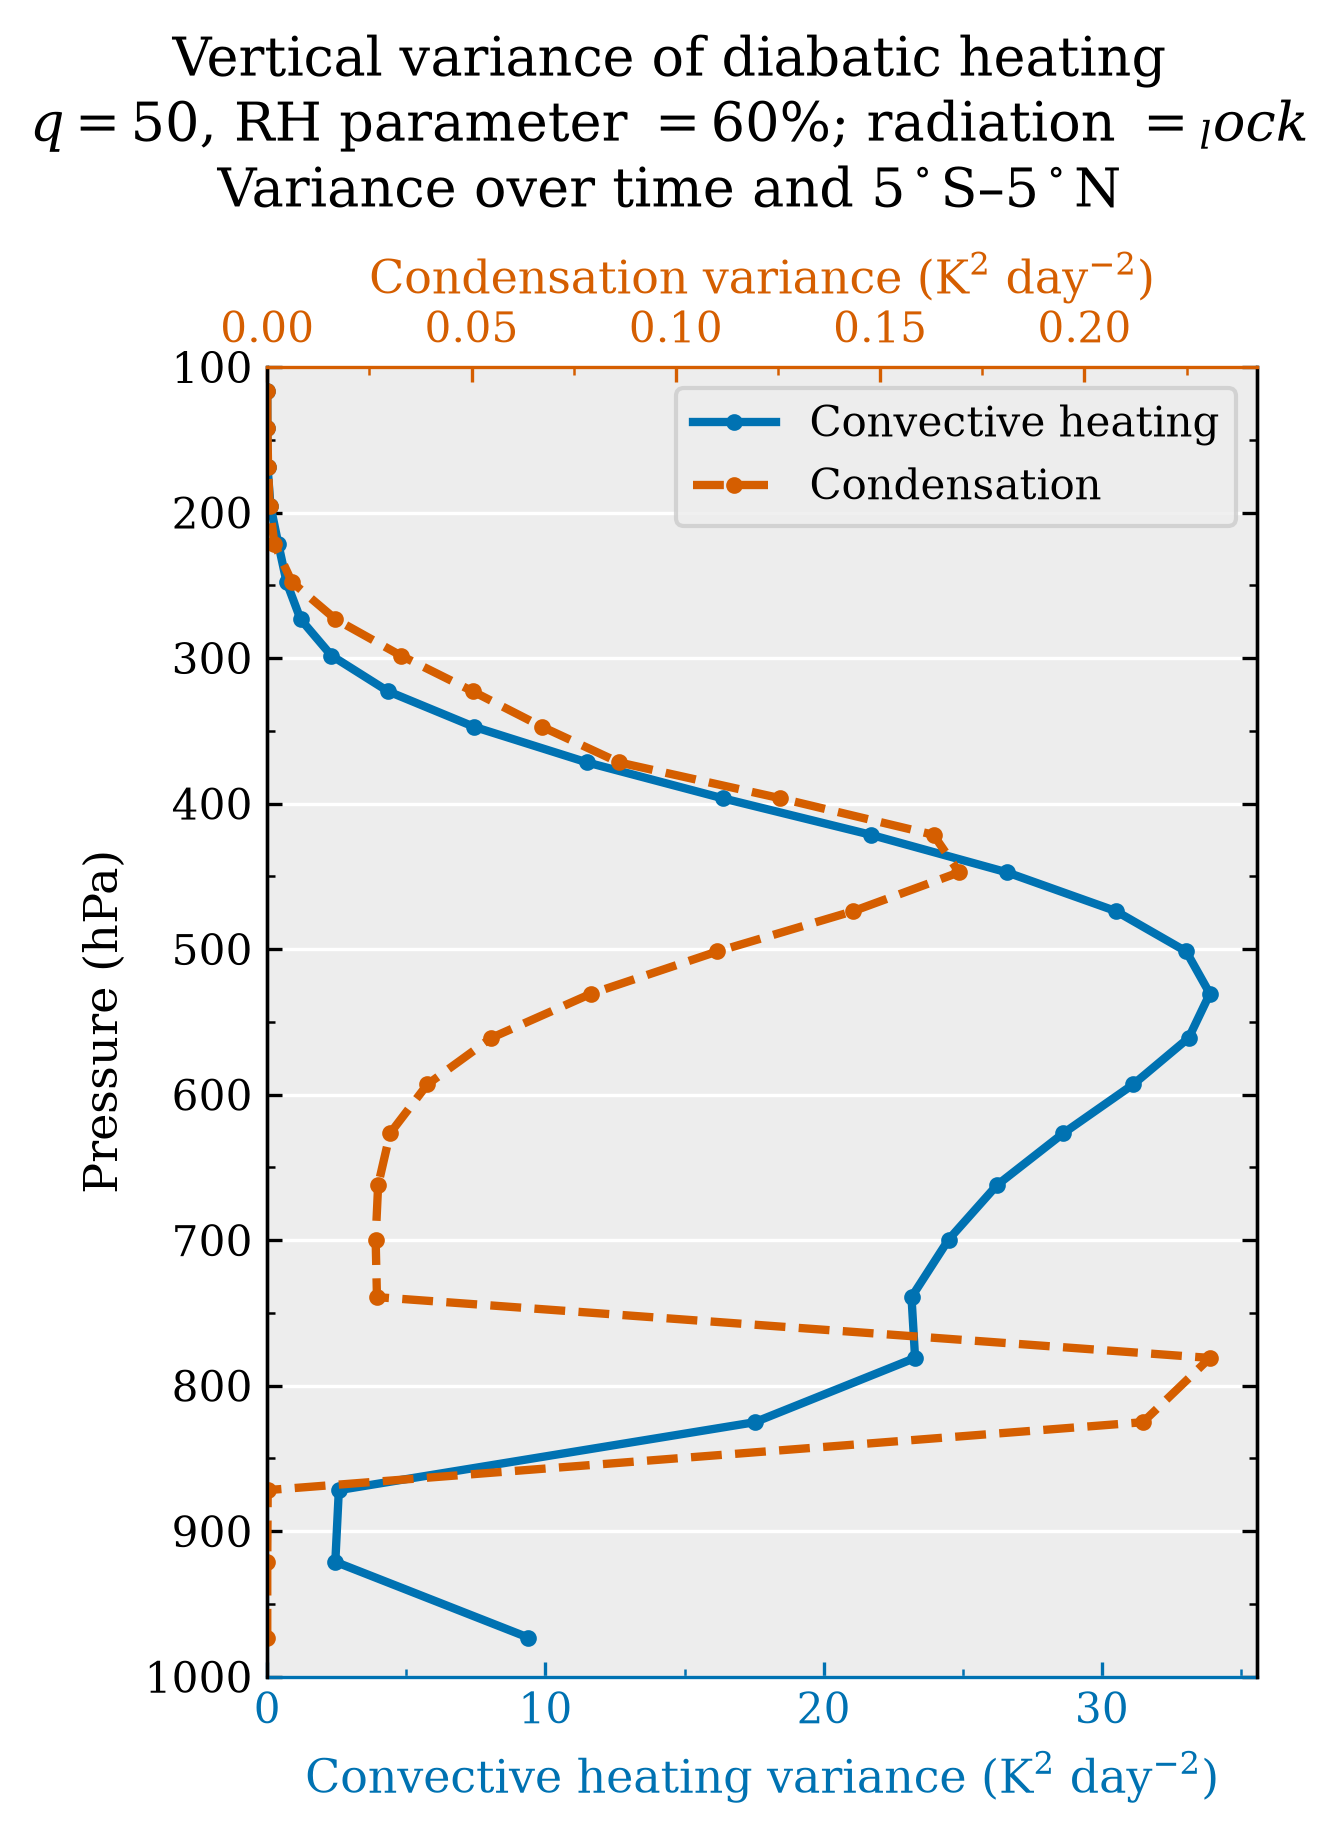 Vertical variance of diabatic heating
q = 50, RH parameter = 60%; radiation = ₗock
Variance over time and 5°S–5°N
Condensation variance (K² day⁻²)
0.00 0.05 0.10 0.15 0.20
100
Convective heating
Condensation
200
300
400
500
600
700
800
900
1000
Pressure (hPa)
0 10 20 30
Convective heating variance (K² day⁻²)